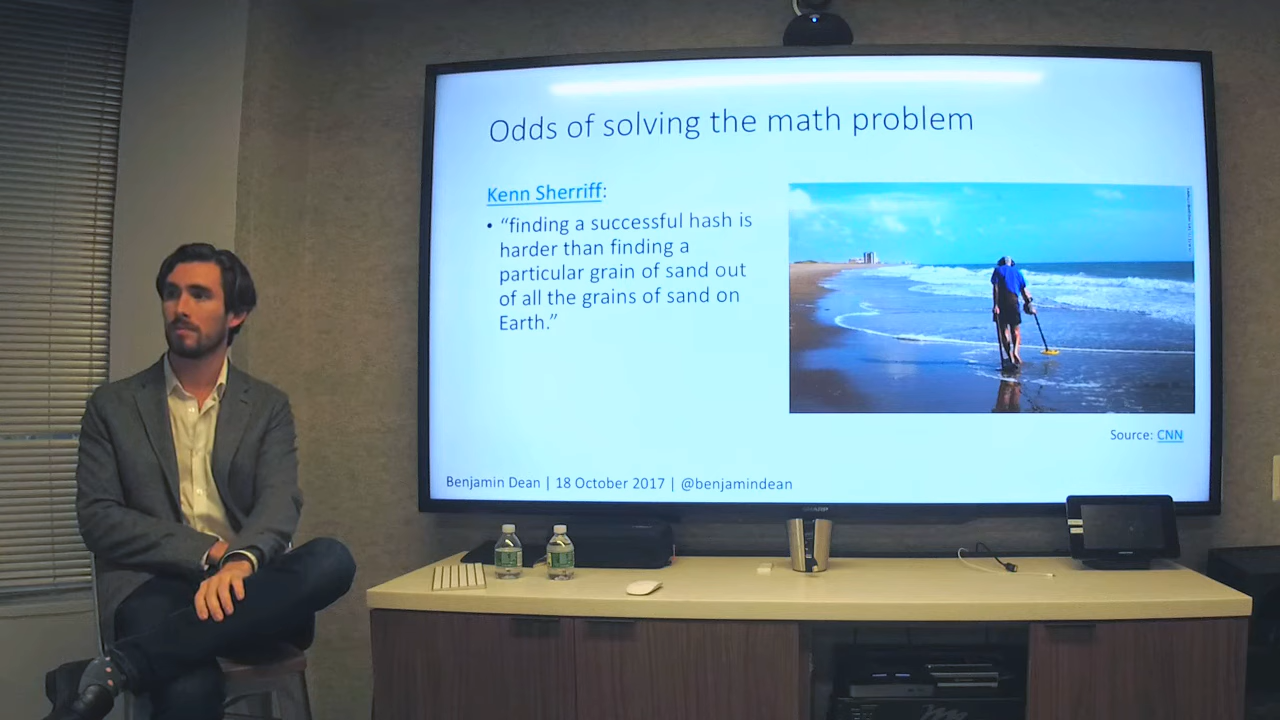 Odds of solving the math problem
Kenn Sherriff:
• “finding a successful hash is
harder than finding a
particular grain of sand out
of all the grains of sand on
Earth.”
Source: CNN
Benjamin Dean | 18 October 2017 | @benjamindean
SHARP